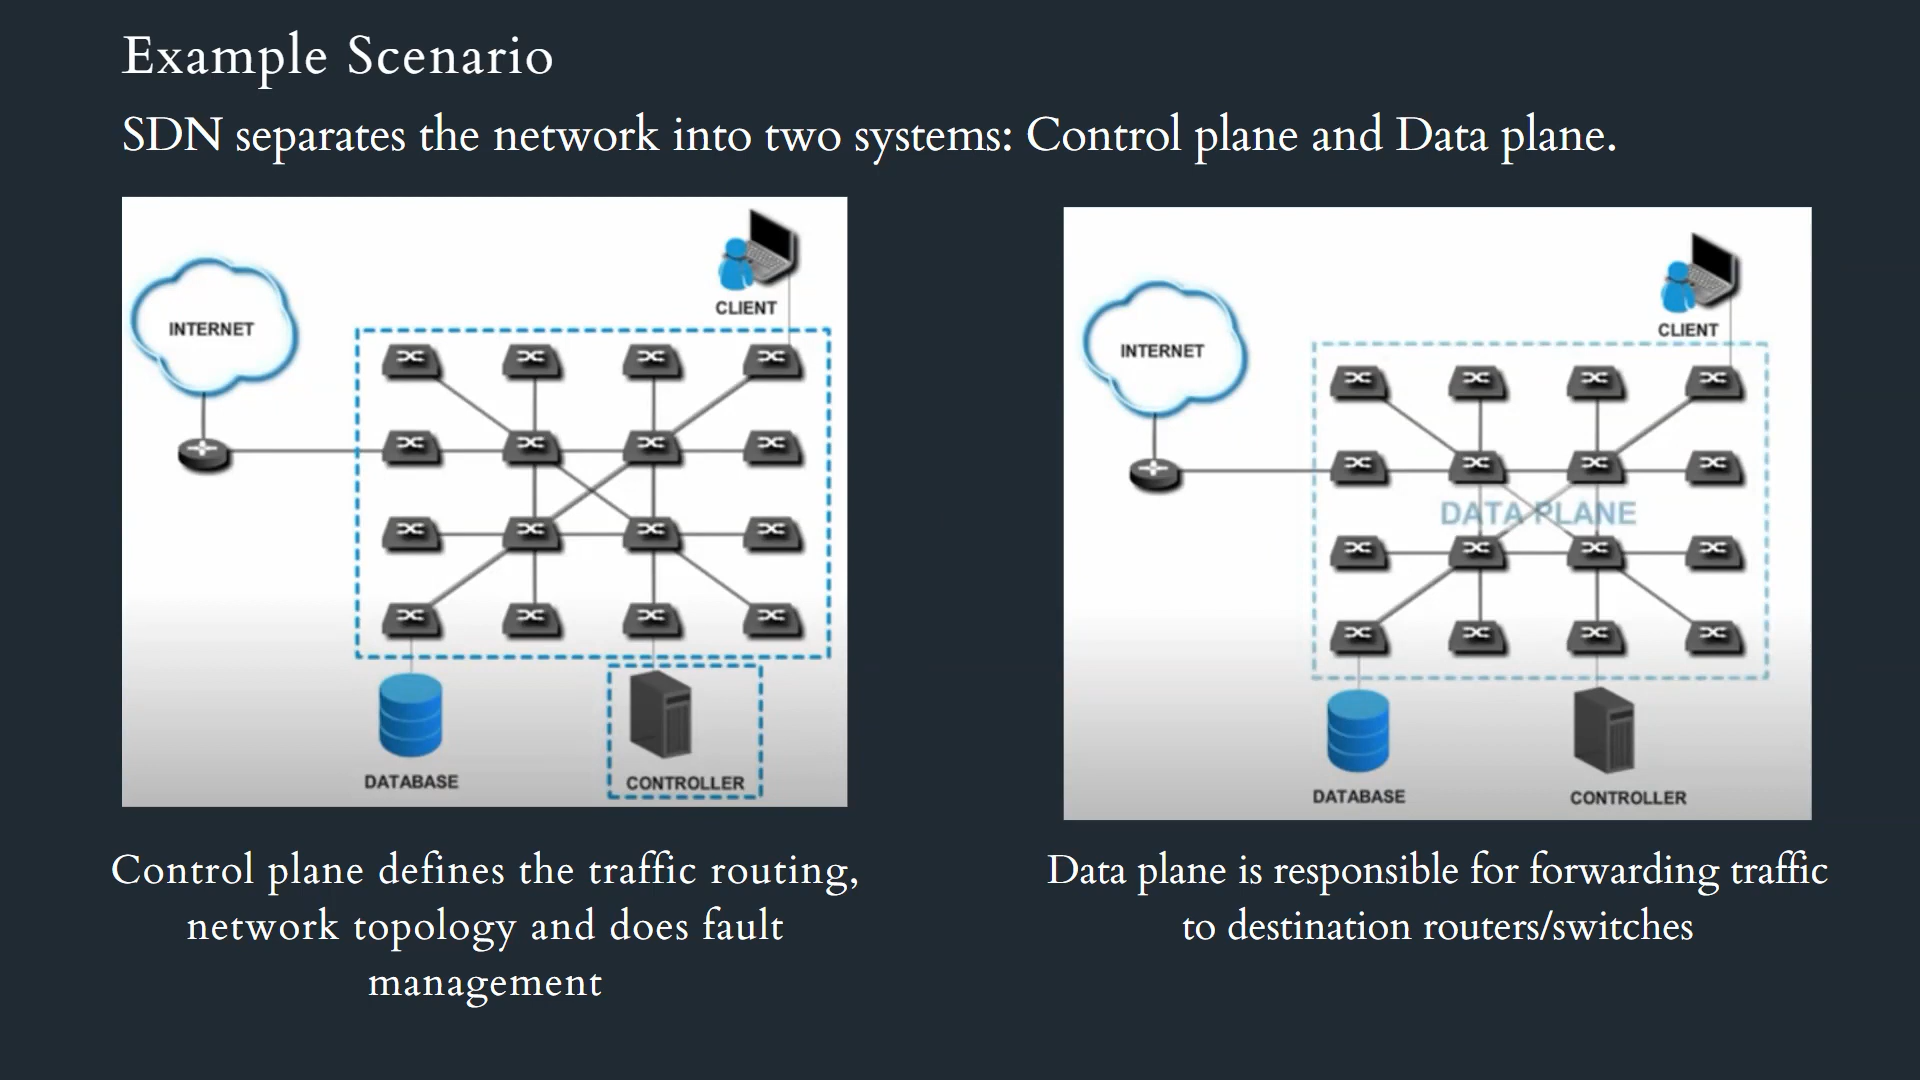 Example Scenario
SDN separates the network into two systems: Control plane and Data plane.
CLIENT
INTERNET
DATABASE
CONTROLLER
Control plane defines the traffic routing,
network topology and does fault
management
CLIENT
INTERNET
DATA PLANE
DATABASE
CONTROLLER
Data plane is responsible for forwarding traffic
to destination routers/switches